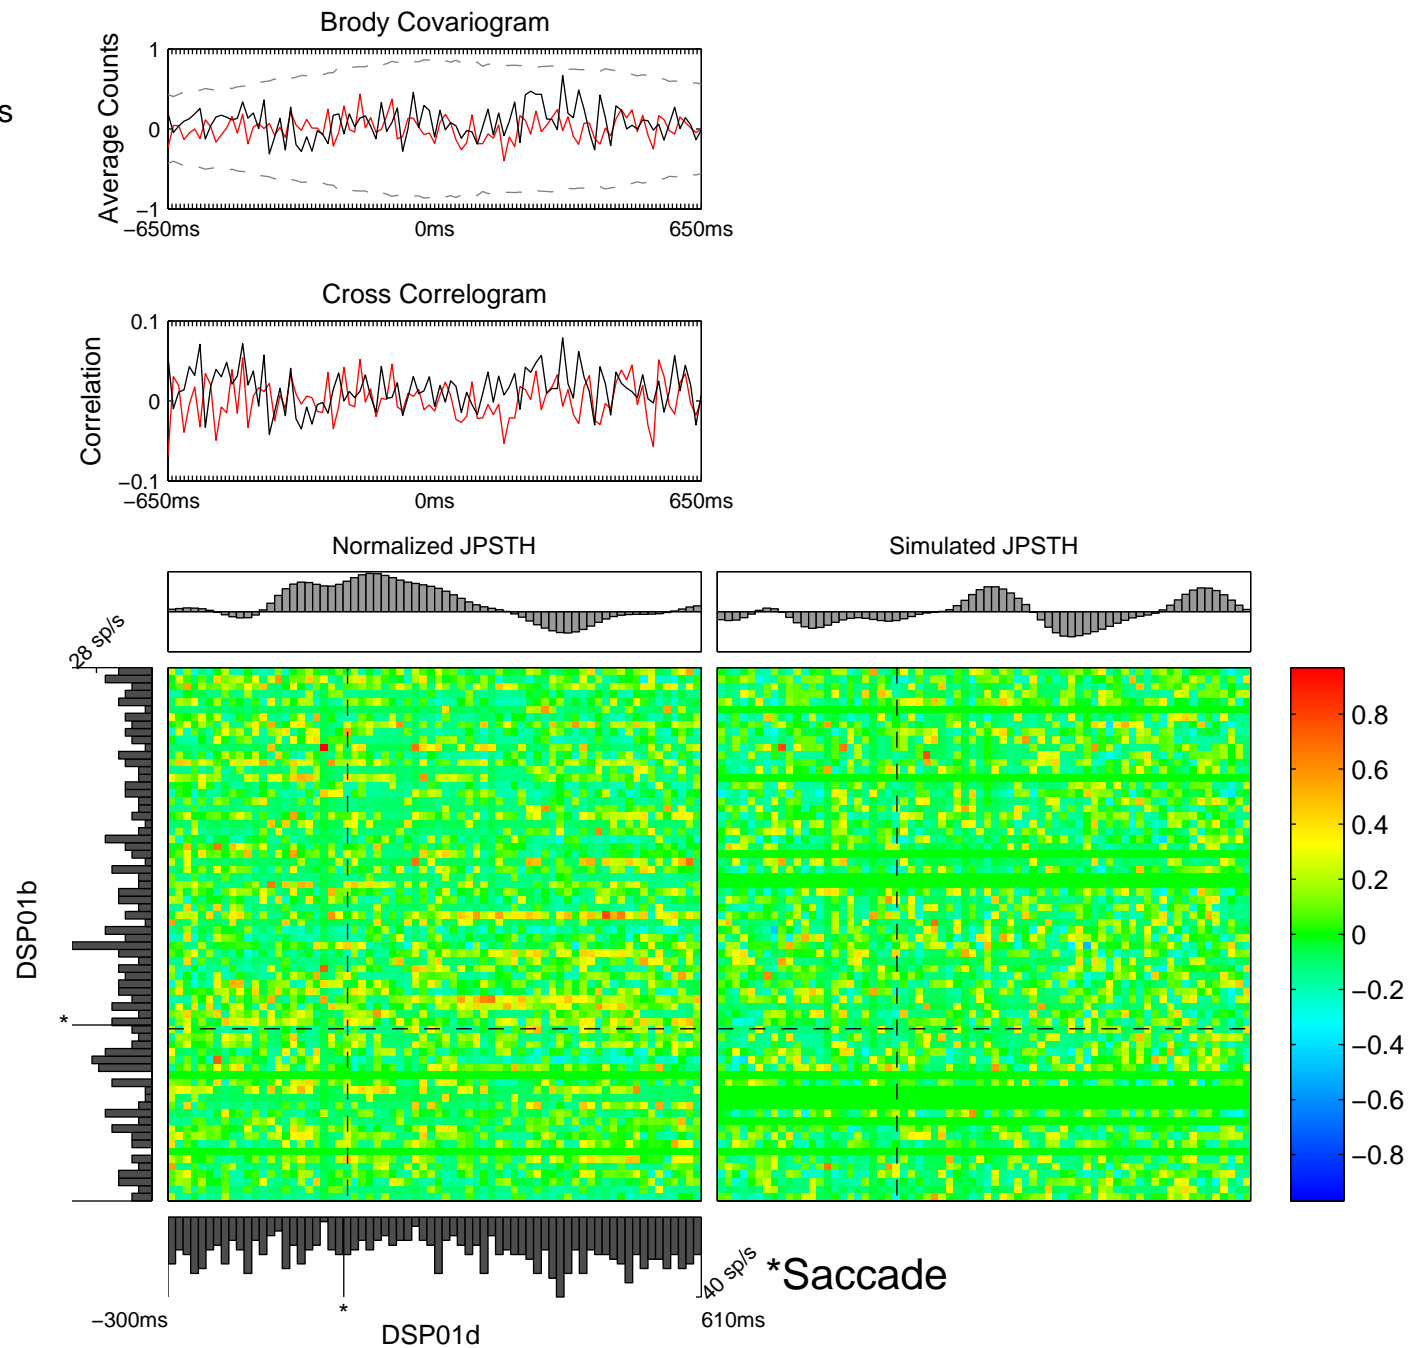 Brody Covariogram
s
Average Counts
1
0
−1
−650ms
0ms
650ms
Cross Correlogram
Correlation
0.1
0
−0.1
−650ms
0ms
650ms
Normalized JPSTH
Simulated JPSTH
28 sp/s
DSP01b
*
0.8
0.6
0.4
0.2
0
−0.2
−0.4
−0.6
−0.8
40 sp/s
*Saccade
*
−300ms
610ms
DSP01d